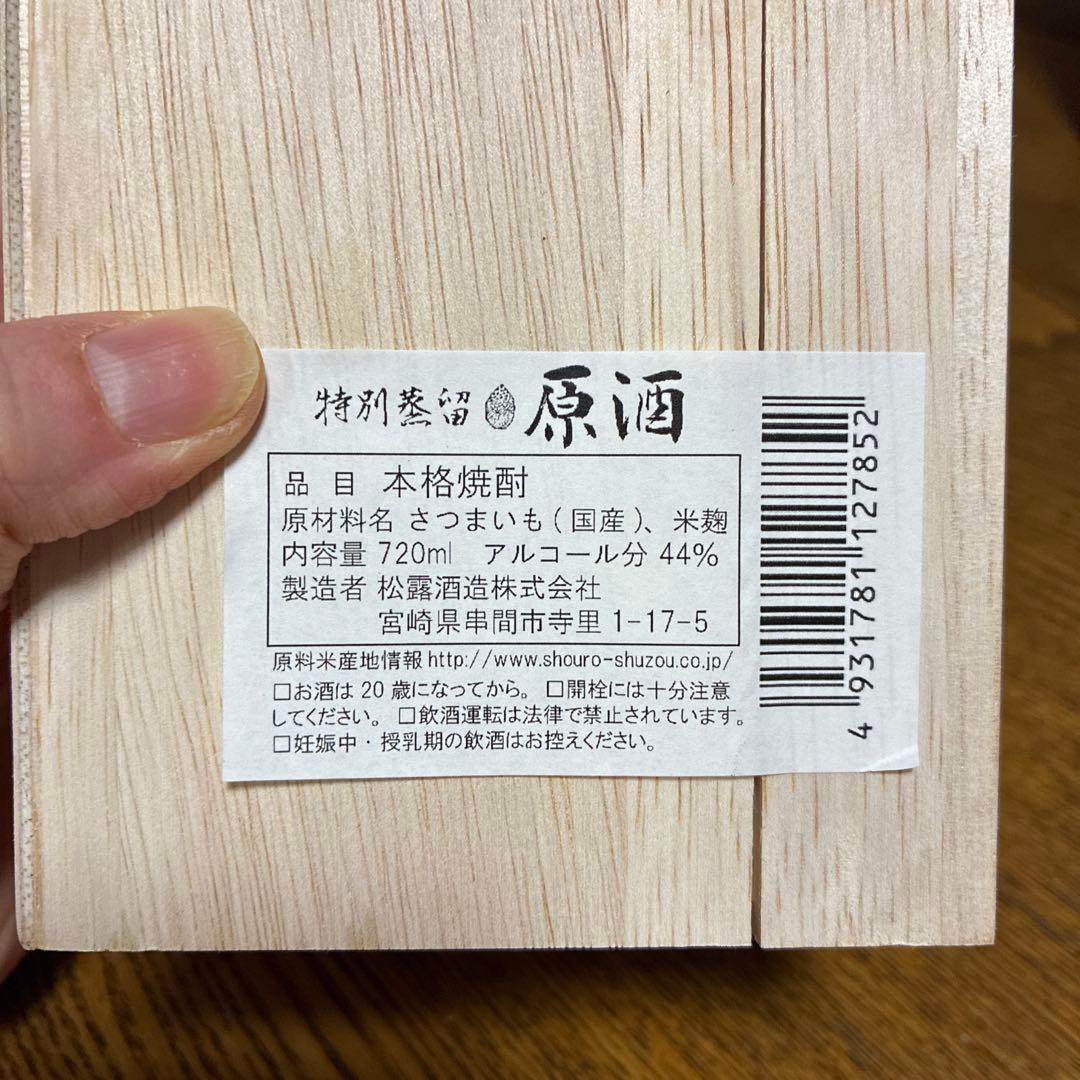 特別蒸留 原酒
品 目 本格焼酎
原材料名 さつまいも(国産)、米麹
内容量 720ml アルコール分 44%
製造者 松露酒造株式会社
宮崎県串間市寺里 1-17-5
原料米産地情報 http://www.shouro-shuzou.co.jp/
□お酒は 20 歳になってから。 □開栓には十分注意
してください。 □飲酒運転は法律で禁止されています。
□妊娠中・授乳期の飲酒はお控えください。
4 931781 127852